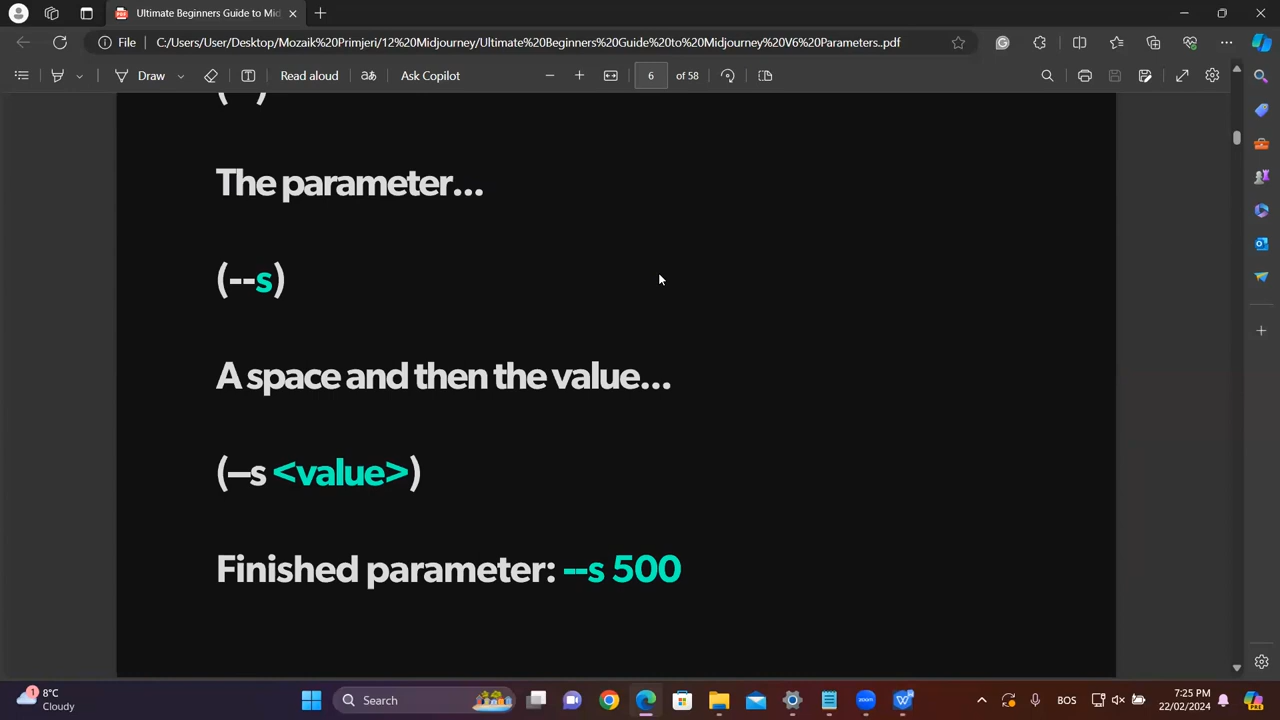 Ultimate Beginners Guide to Mid
File C:/Users/User/Desktop/Mozaik%20Primjeri/12%20Midjourney/Ultimate%20Beginners%20Guide%20to%20Midjourney%20V6%20Parameters..pdf
Draw Read aloud Ask Copilot 6 of 58
The parameter...
(--s)
A space and then the value...
(–s <value>)
Finished parameter: --s 500
8°C
Cloudy
Search
BOS
7:25 PM
22/02/2024